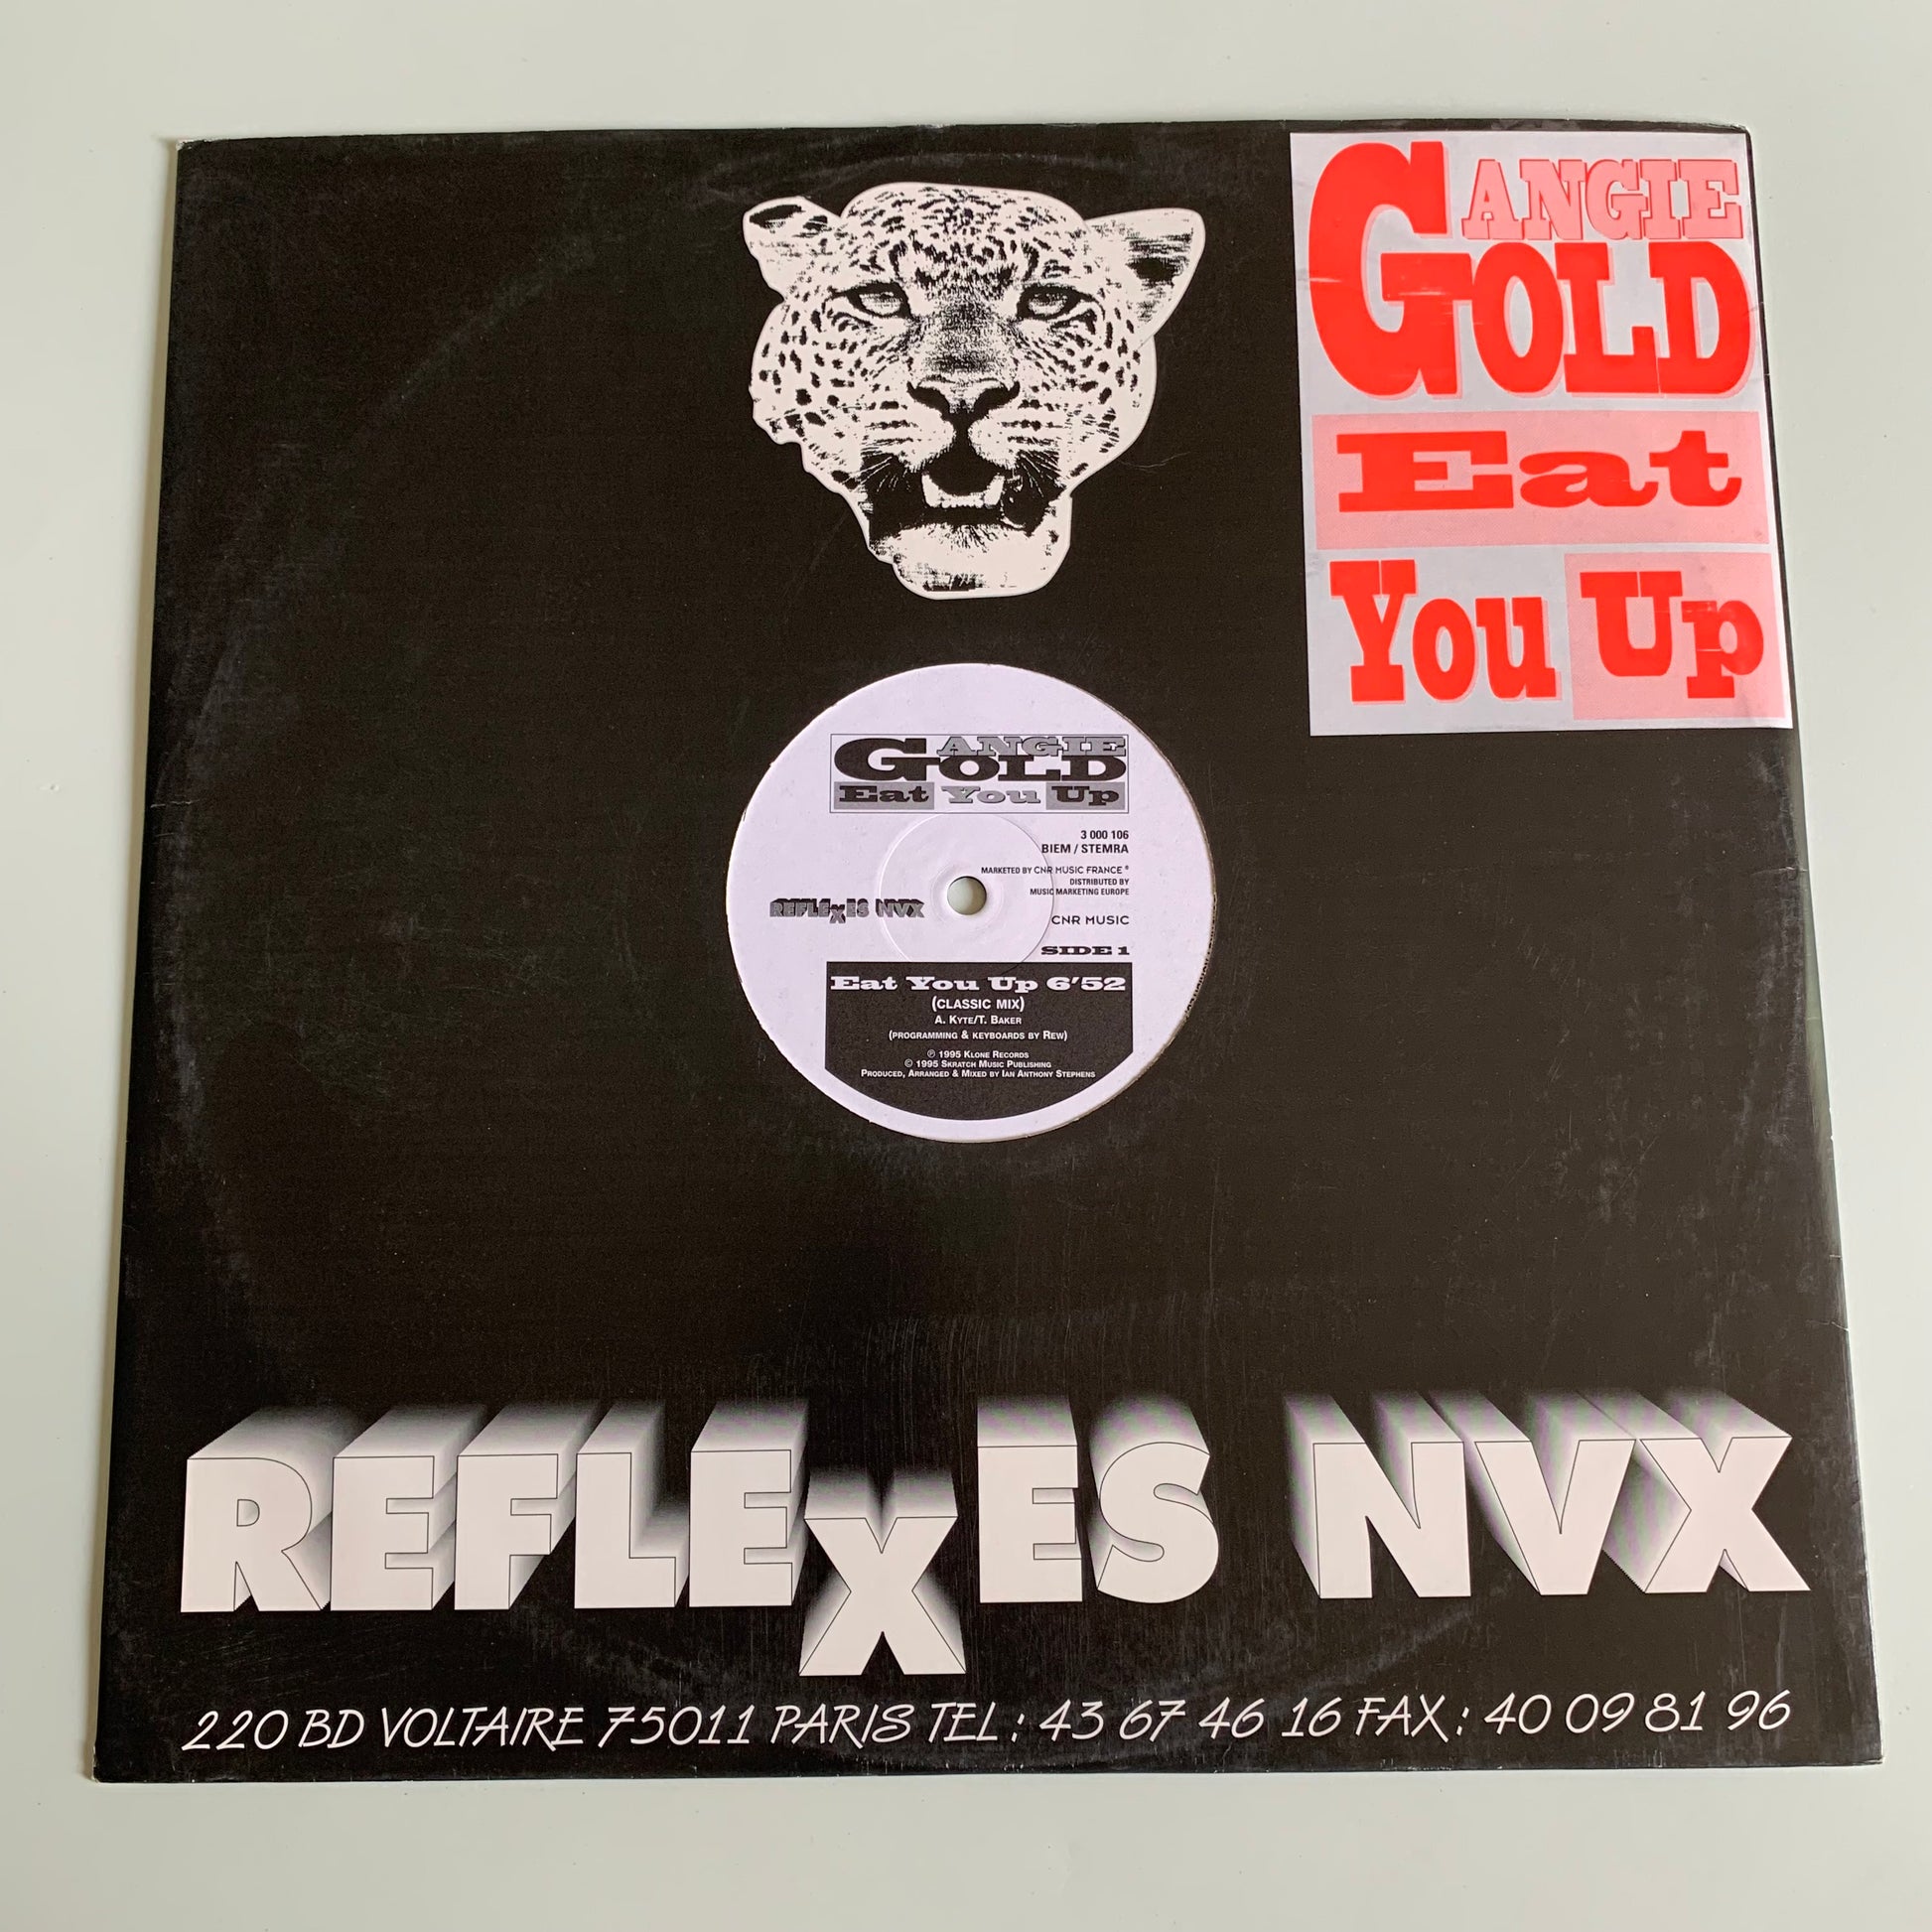 ANGIE
GOLD
Eat
You Up
ANGIE
GOLD
Eat You Up
3 000 106
BIEM / STEMRA
MARKETED BY CNR MUSIC FRANCE ®
DISTRIBUTED BY
MUSIC MARKETING EUROPE
REFLEXES NVX
CNR MUSIC
SIDE 1
Eat You Up 6'52
(CLASSIC MIX)
A. KYTE/T. BAKER
(PROGRAMMING & KEYBOARDS BY REW)
℗ 1995 KLONE RECORDS
© 1995 SKRATCH MUSIC PUBLISHING
PRODUCED, ARRANGED & MIXED BY IAN ANTHONY STEPHENS
REFLEXES NVX
220 BD VOLTAIRE 75011 PARIS TEL : 43 67 46 16 FAX : 40 09 81 96